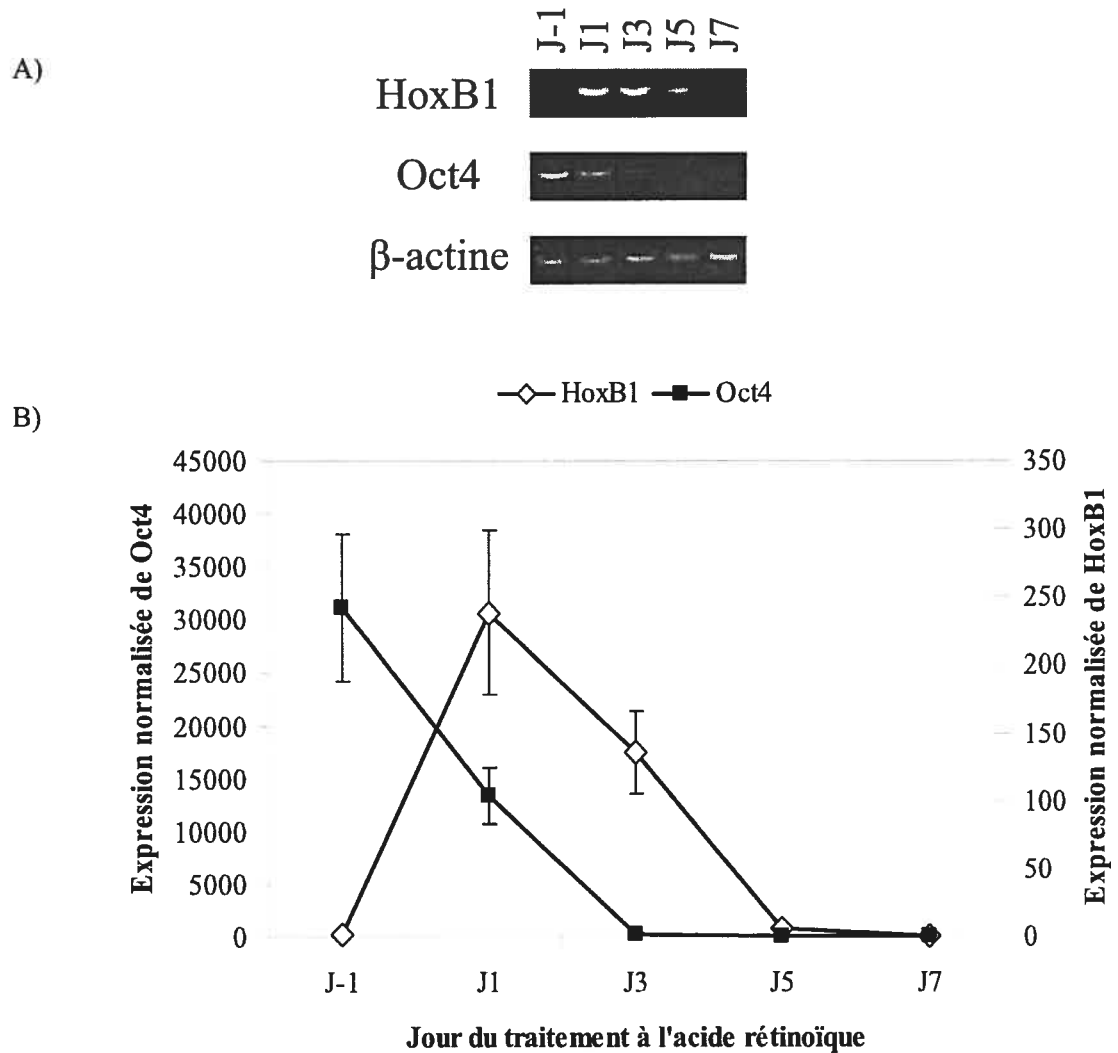 A)
J-1 J1 J3 J5 J7
HoxB1
Oct4
β-actine
B)
HoxB1 Oct4
Expression normalisée de Oct4
45000
40000
35000
30000
25000
20000
15000
10000
5000
0
350
300
250
200
150
100
50
0
Expression normalisée de HoxB1
J-1 J1 J3 J5 J7
Jour du traitement à l'acide rétinoïque